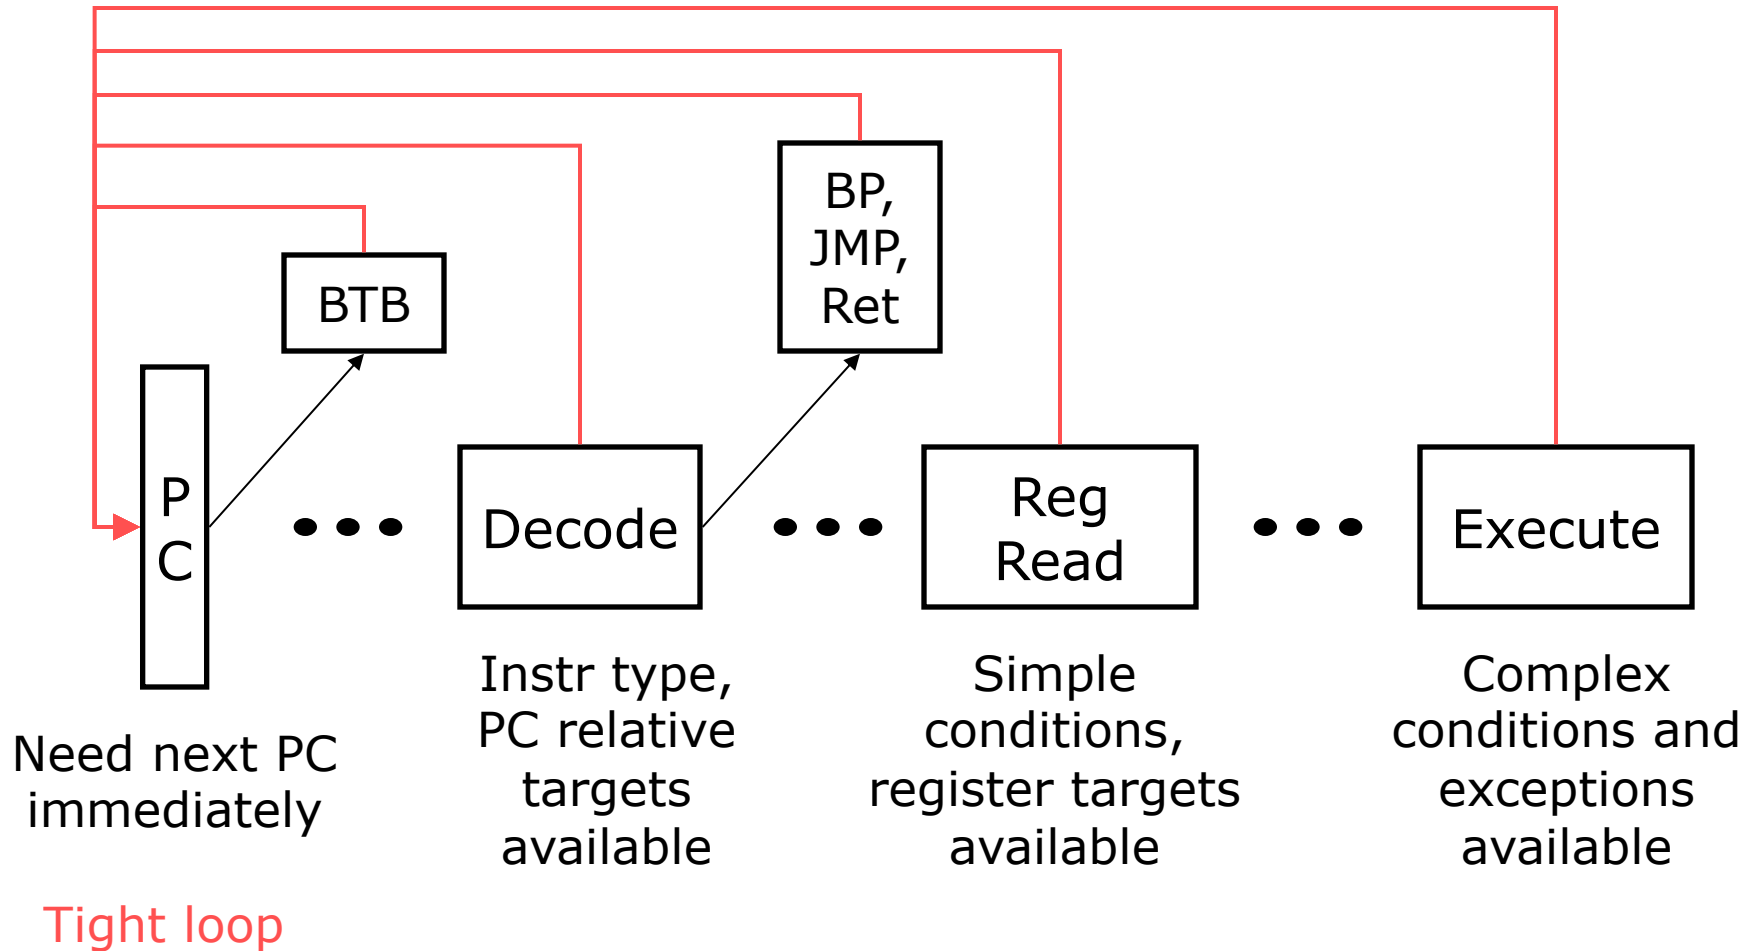 BP,
JMP,
Ret
BTB
P
C
Decode
Reg
Read
Execute
Need next PC
immediately
Instr type,
PC relative
targets
available
Simple
conditions,
register targets
available
Complex
conditions and
exceptions
available
Tight loop